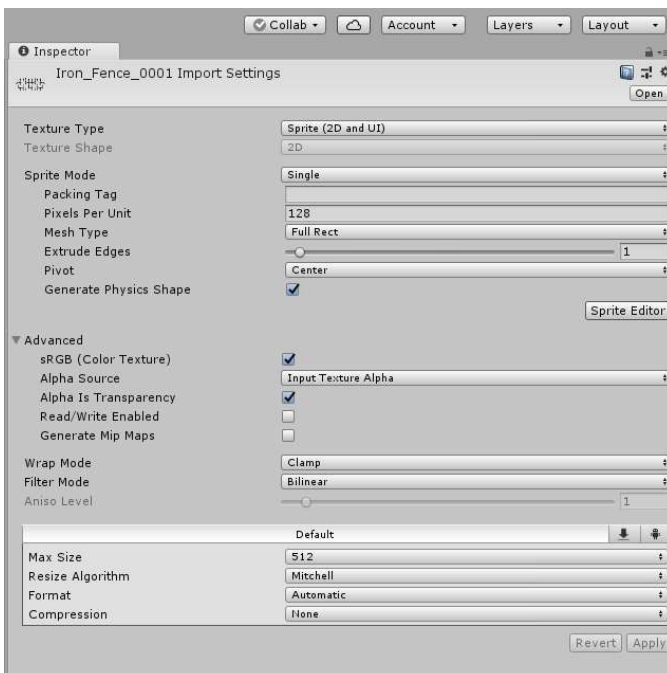 Collab Account Layers Layout
Inspector
Iron_Fence_0001 Import Settings
Open
Texture Type Sprite (2D and UI)
Texture Shape 2D
Sprite Mode Single
Packing Tag
Pixels Per Unit 128
Mesh Type Full Rect
Extrude Edges 1
Pivot Center
Generate Physics Shape
Sprite Editor
Advanced
sRGB (Color Texture)
Alpha Source Input Texture Alpha
Alpha Is Transparency
Read/Write Enabled
Generate Mip Maps
Wrap Mode Clamp
Filter Mode Bilinear
Aniso Level 1
Default
Max Size 512
Resize Algorithm Mitchell
Format Automatic
Compression None
Revert Apply